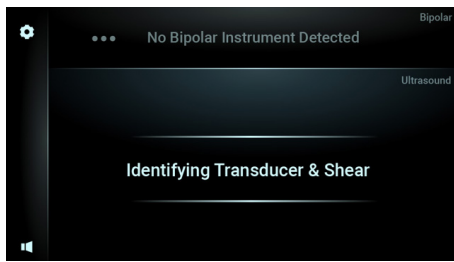 Bipolar
No Bipolar Instrument Detected
Ultrasound
Identifying Transducer & Shear